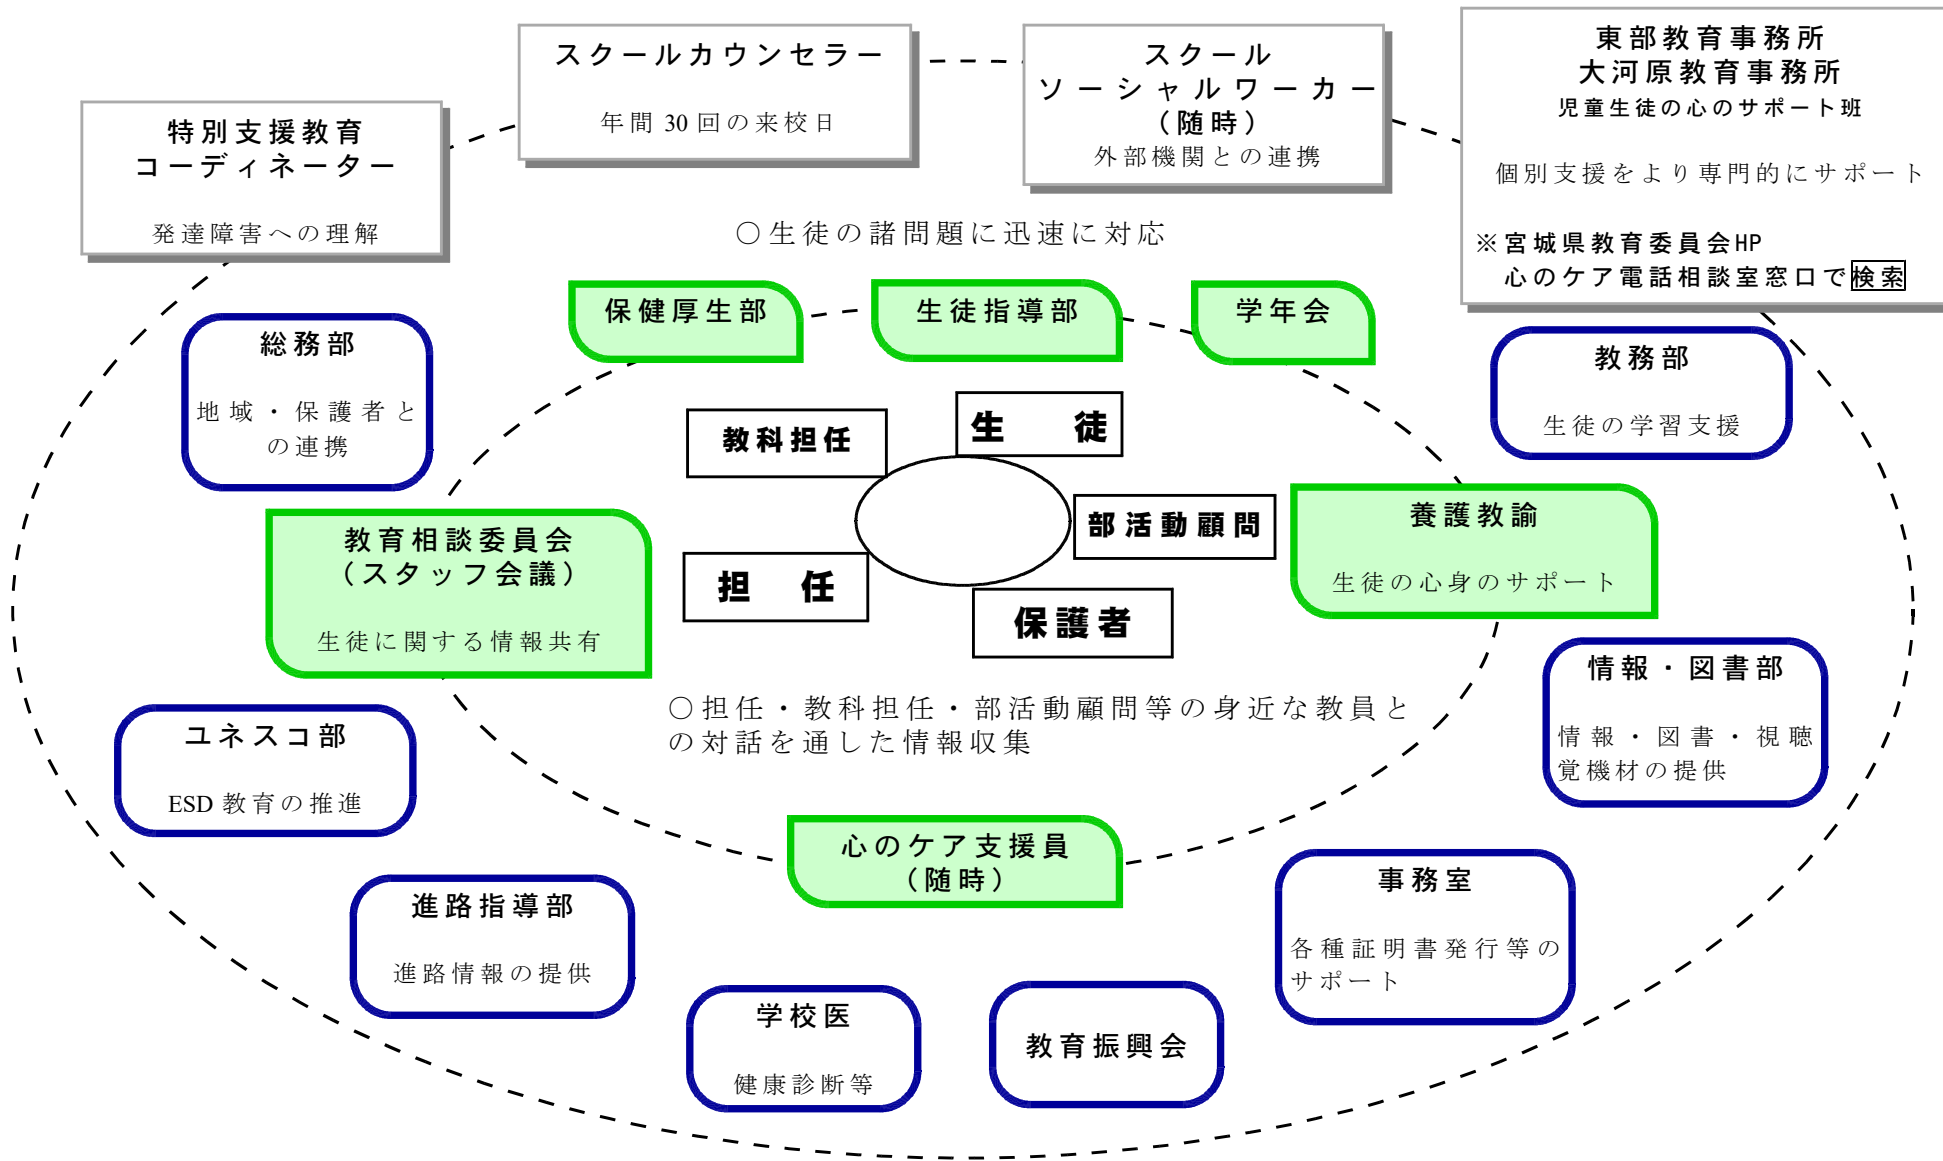 スクールカウンセラー
年間 30 回の来校日
スクール
ソーシャルワーカー
（随時）
外部機関との連携
東部教育事務所
大河原教育事務所
児童生徒の心のサポート班
個別支援をより専門的にサポート
※宮城県教育委員会HP
心のケア電話相談室窓口で検索
特別支援教育
コーディネーター
発達障害への理解
○生徒の諸問題に迅速に対応
保健厚生部
生徒指導部
学年会
総務部
地域・保護者と
の連携
教務部
生徒の学習支援
教科担任
生　徒
部活動顧問
担　任
保護者
教育相談委員会
（スタッフ会議）
生徒に関する情報共有
養護教諭
生徒の心身のサポート
○担任・教科担任・部活動顧問等の身近な教員と
の対話を通した情報収集
情報・図書部
情報・図書・視聴
覚機材の提供
ユネスコ部
ESD 教育の推進
心のケア支援員
（随時）
進路指導部
進路情報の提供
事務室
各種証明書発行等の
サポート
学校医
健康診断等
教育振興会